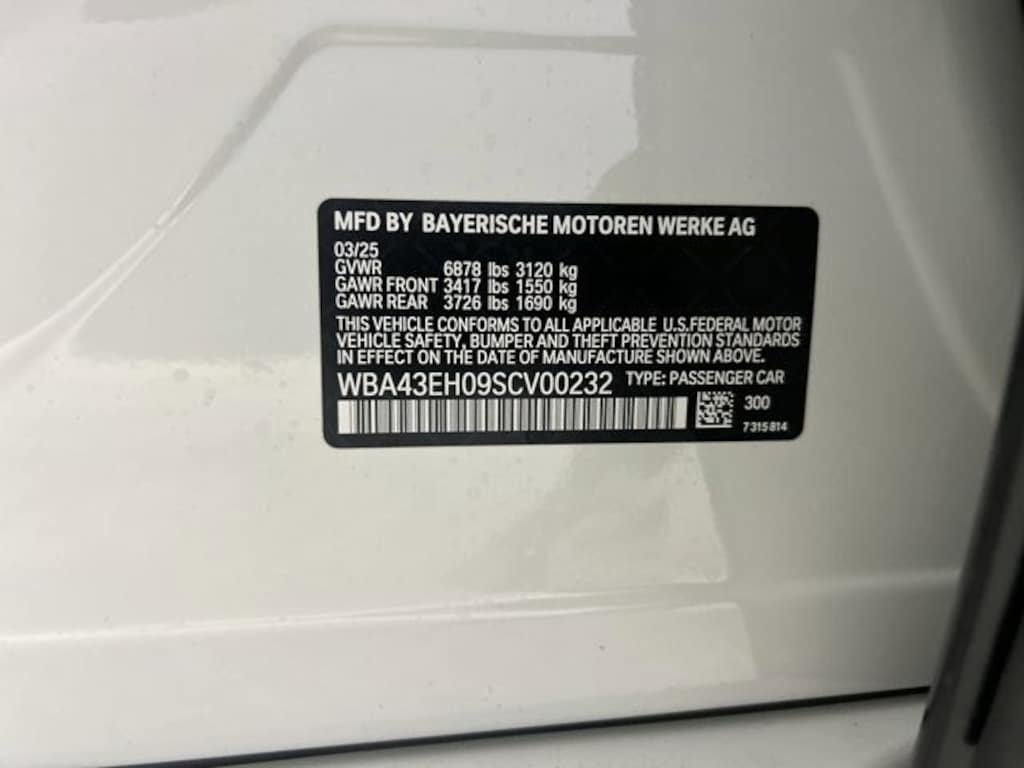 MFD BY BAYERISCHE MOTOREN WERKE AG
03/25
GVWR 6878 lbs 3120 kg
GAWR FRONT 3417 lbs 1550 kg
GAWR REAR 3726 lbs 1690 kg
THIS VEHICLE CONFORMS TO ALL APPLICABLE U.S.FEDERAL MOTOR
VEHICLE SAFETY, BUMPER AND THEFT PREVENTION STANDARDS
IN EFFECT ON THE DATE OF MANUFACTURE SHOWN ABOVE.
WBA43EH09SCV00232 TYPE: PASSENGER CAR
300
7315814